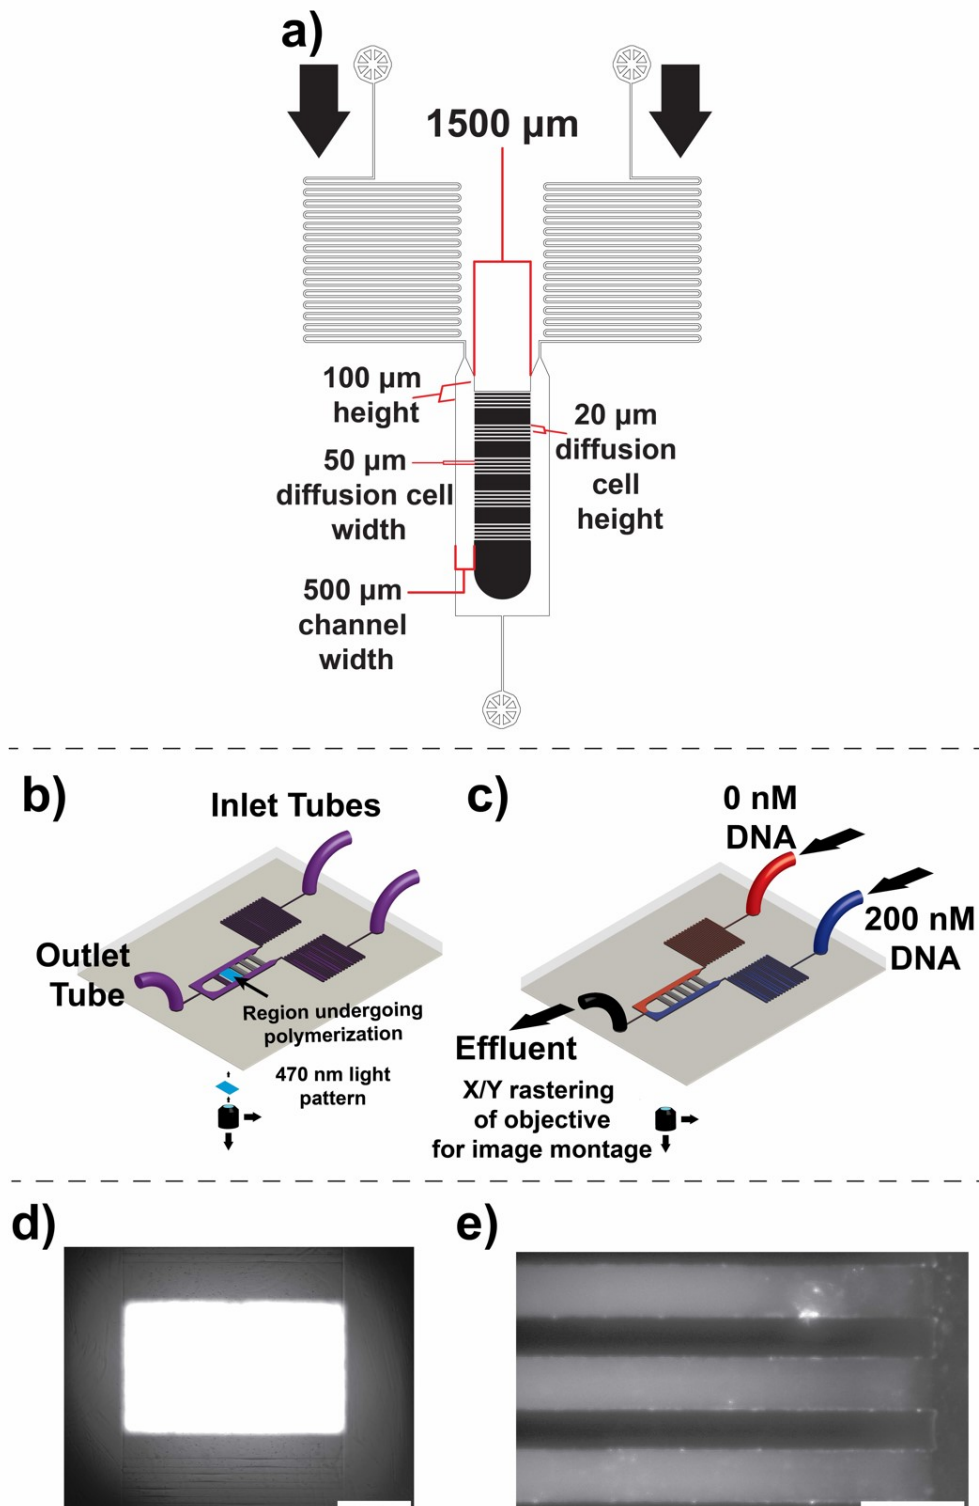 a)
1500 µm
100 µm
height
20 µm
diffusion
cell
height
50 µm
diffusion cell
width
500 µm
channel
width
b)
Inlet Tubes
Outlet
Tube
Region undergoing
polymerization
470 nm light
pattern
c)
0 nM
DNA
200 nM
DNA
Effluent
X/Y rastering
of objective
for image montage
d)
e)